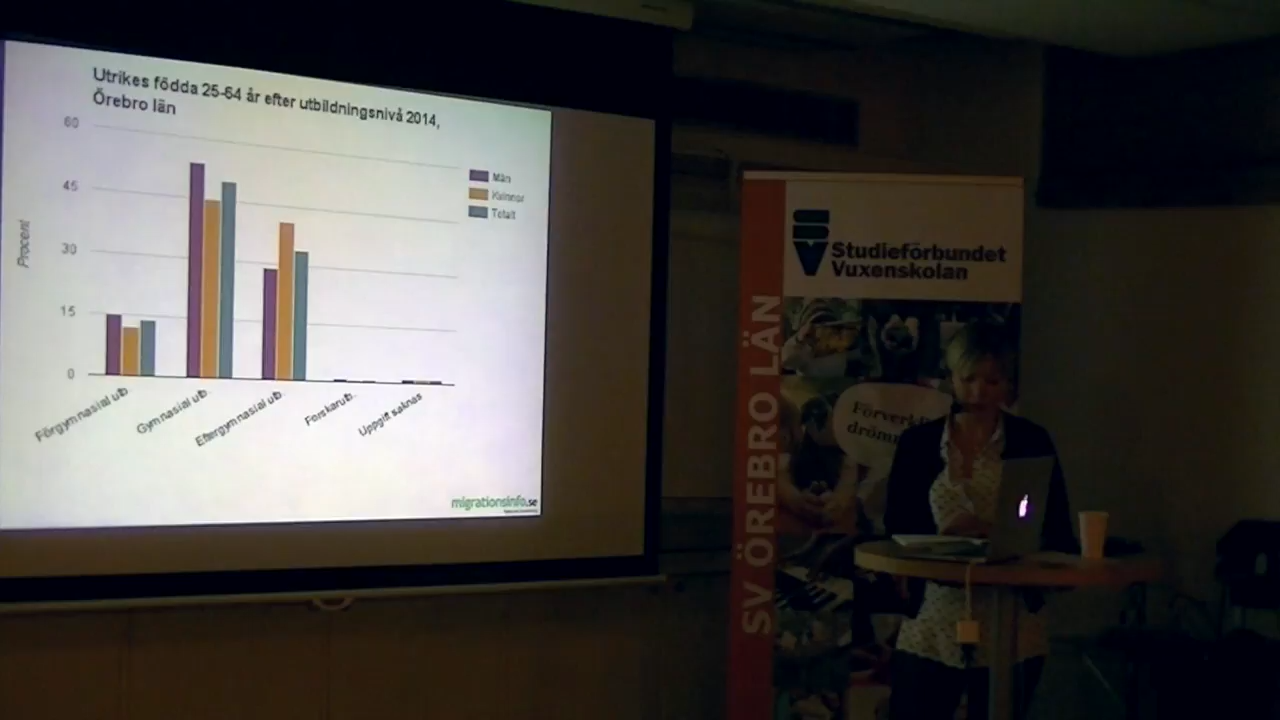 Utrikes födda 25-64 år efter utbildningsnivå 2014,
Örebro län
60
45
30
15
0
Procent
Män
Kvinnor
Totalt
Förgymnasial utb.
Gymnasial utb.
Eftergymnasial utb.
Forskarutb.
Uppgift saknas
migrationsinfo.se
SV
Studieförbundet
Vuxenskolan
SV ÖREBRO LÄN